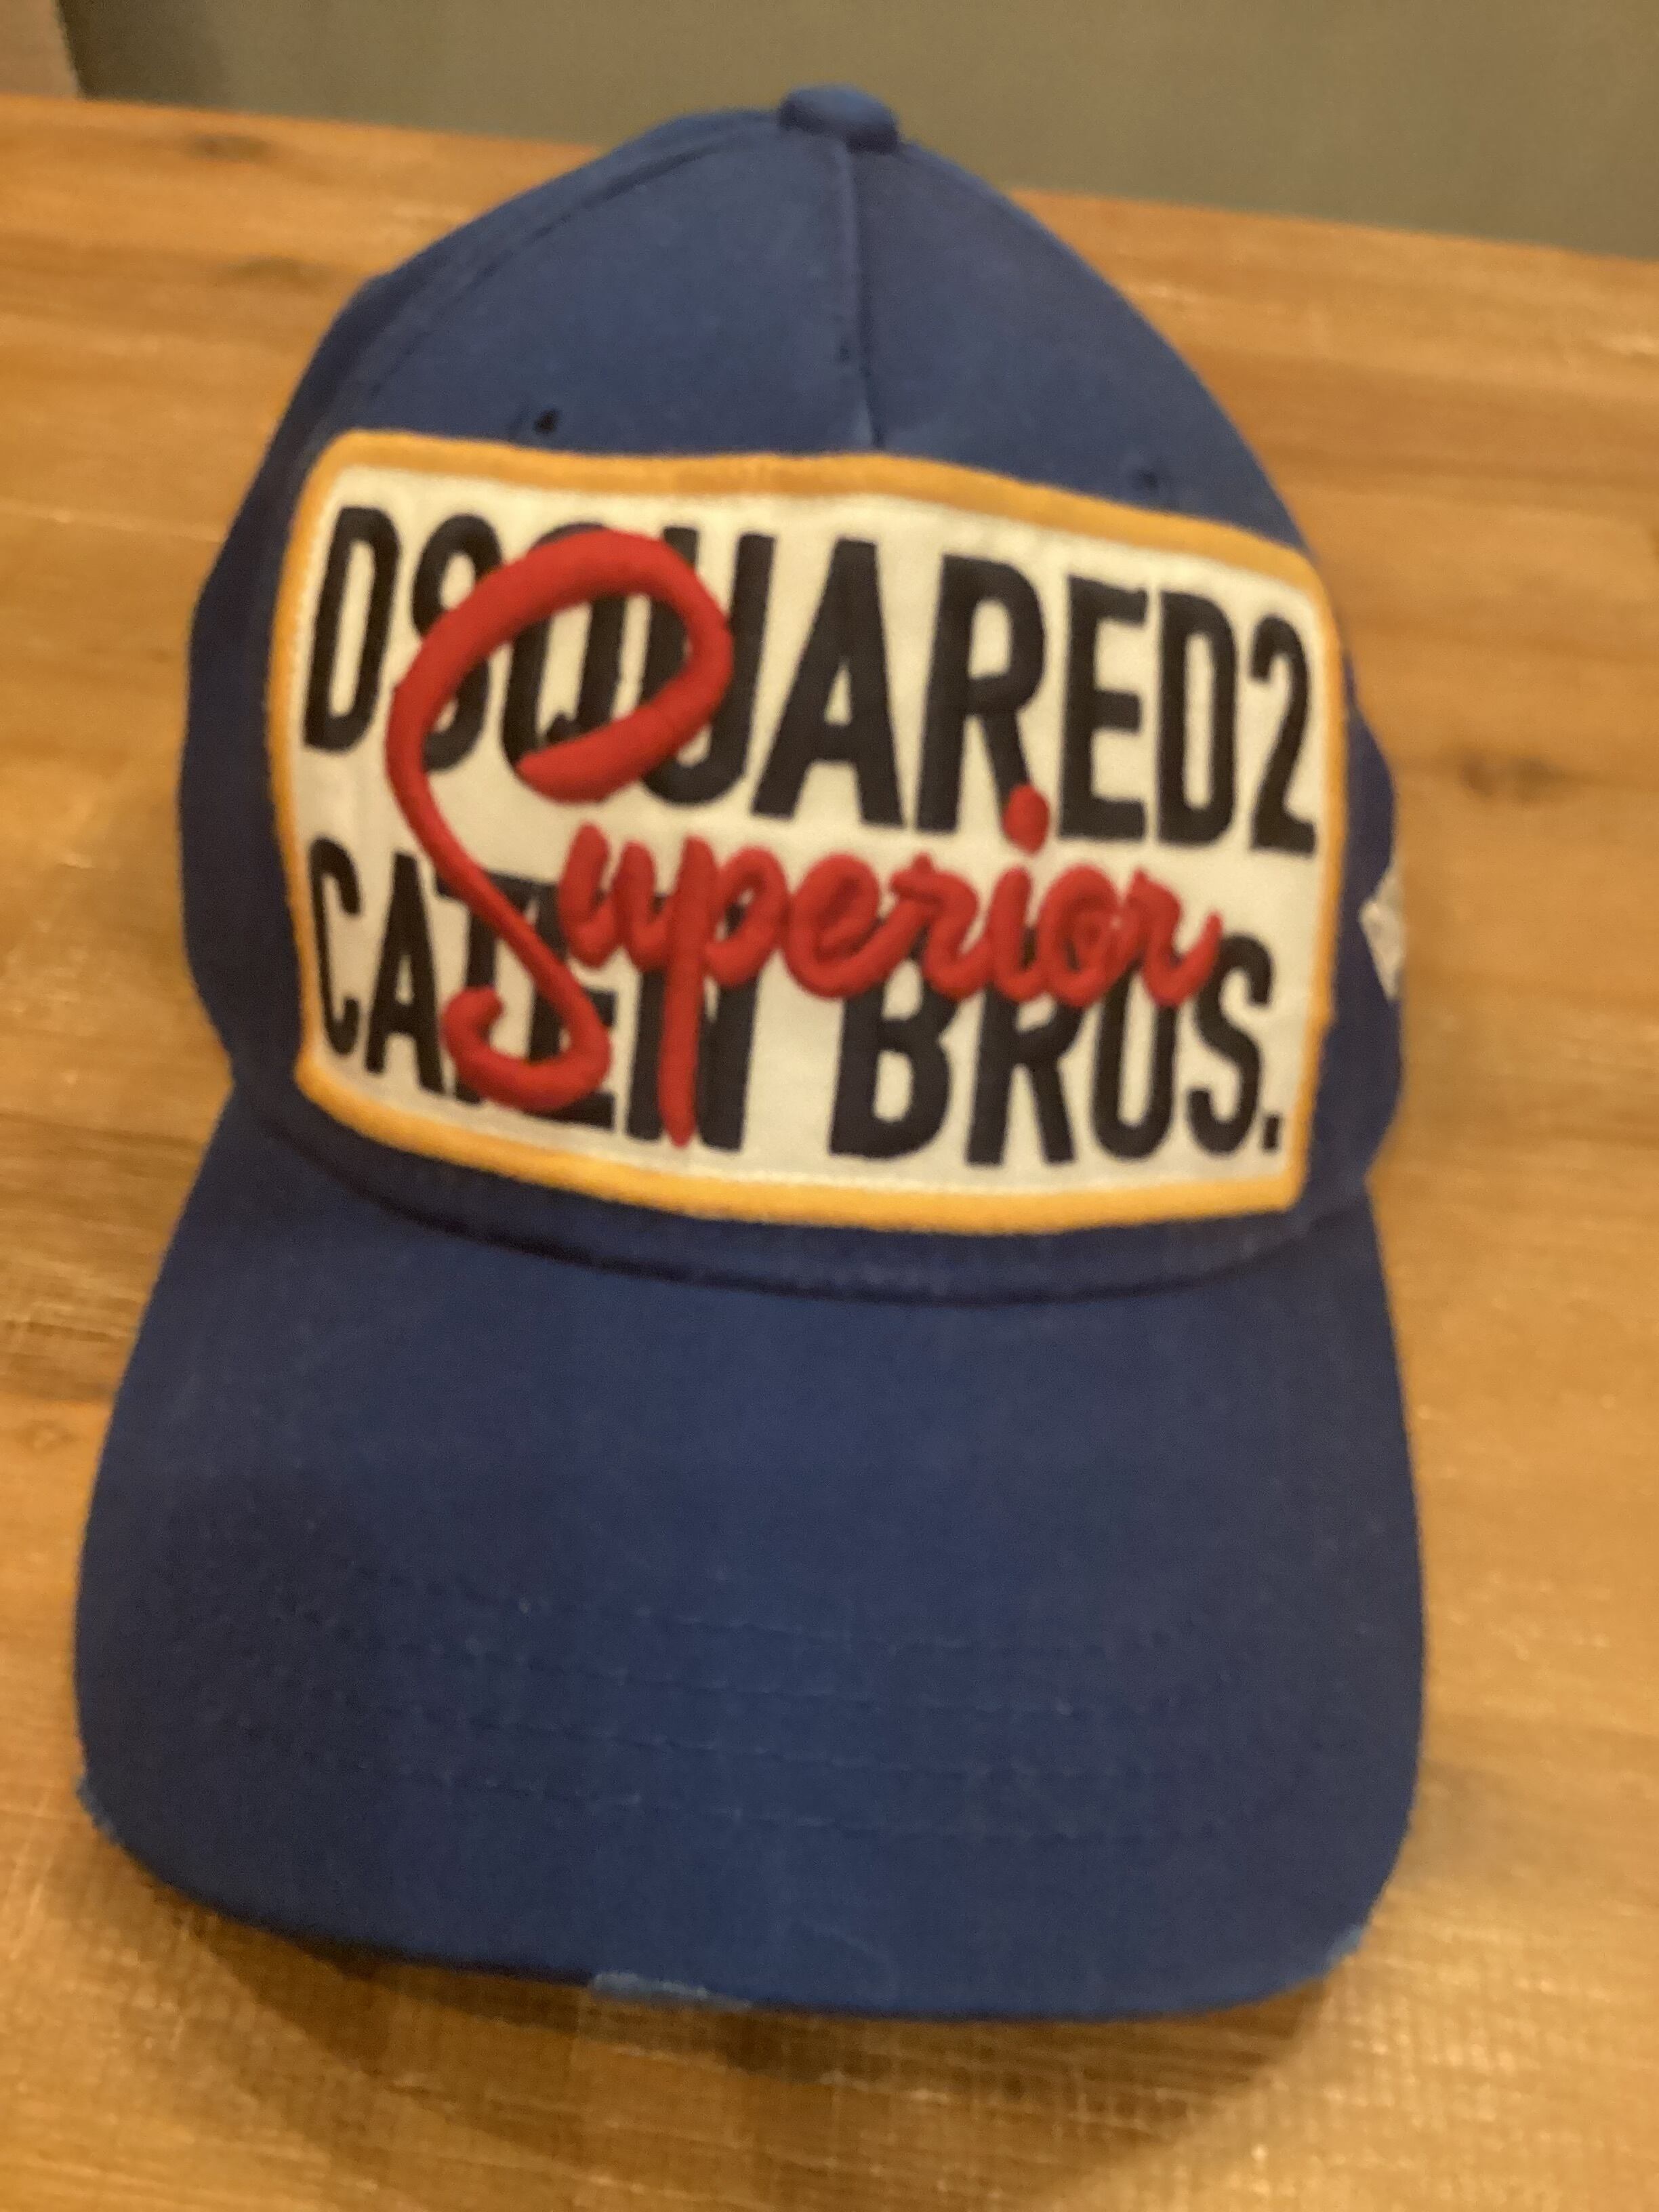 DSQUARED2
Superior
CATEN BROS.